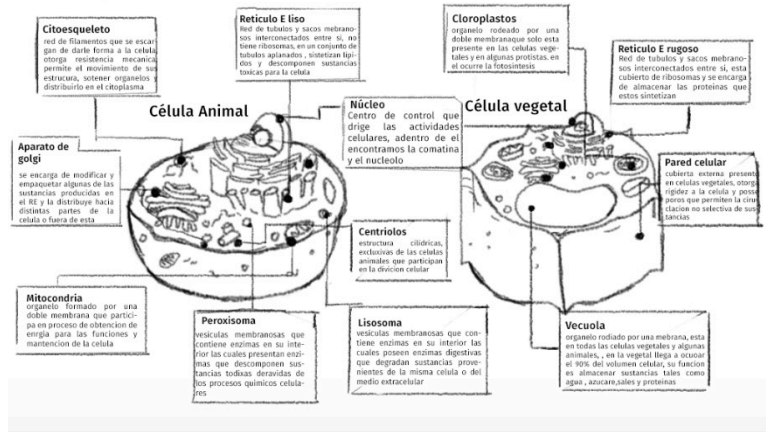 Citoesqueleto
red de filamentos que se escar-
gan de darle forma a la celula,
otorga resistencia mecanica,
permite el movimiento de su
estrucura, sotener organelos y
distribuirlo en el citoplasma
Reticulo E liso
Red de tubulos y sacos mebrano-
sos interconectados entre si, no
tiene ribosomas, en un conjunto de
tubulos aplanados , sistetizan lipi-
dos y descomponen sustancias
toxicas para la celula
Cloroplastos
organelo rodeado por una
doble membranaque solo esta
presente en las celulas vege-
tales y en algunas protistas. en
el ocurre la fotosintesis
Reticulo E rugoso
Red de tubulos y sacos mebrano-
sos interconectados entre si, esta
cubierto de ribosomas y se encarga
de almacenar las proteinas que
estos sintetizan
Célula Animal
Núcleo
Centro de control que
drige las actividades
celulares, adentro de el
encontramos la comatina
y el nucleolo
Célula vegetal
Aparato de
golgi
se encarga de modificar y
empaquetar algunas de las
sustancias producidas en
el RE y la distribuye hacia
distintas partes de la
celula o fuera de esta
Pared celular
cubierta externa presente
en celulas vegetales, otorga
rigidez a la celula y posse
poros que permiten la ciru-
clacion no selectiva de sus-
tancias
Centriolos
estructura cilidricas,
excluxivas de las celulas
animales que participan
en la divicion celular
Mitocondria
organelo formado por una
doble membrana que partici-
pa en proceso de obtencion de
enrgia para las funciones y
mantencion de la celula
Peroxisoma
vesiculas membranosas que
contiene enzimas en su inte-
rior las cuales presentan enzi-
mas que descomponen sus-
tancias todixas deravidas de
los procesos quimicos celula-
res
Lisosoma
vesiculas membranosas que con-
tiene enzimas en su interior las
cuales poseen enzimas digestivas
que degradan sustancias prove-
nientes de la misma celula o del
medio extracelular
Vecuola
organelo rodiado por una mebrana, esta
en todas las celulas vegetales y algunas
animales, , en la vegetal llega a ocuoar
el 90% del volumen celular, su funcion
es almacenar sustancias tales como
agua , azucare,sales y proteinas